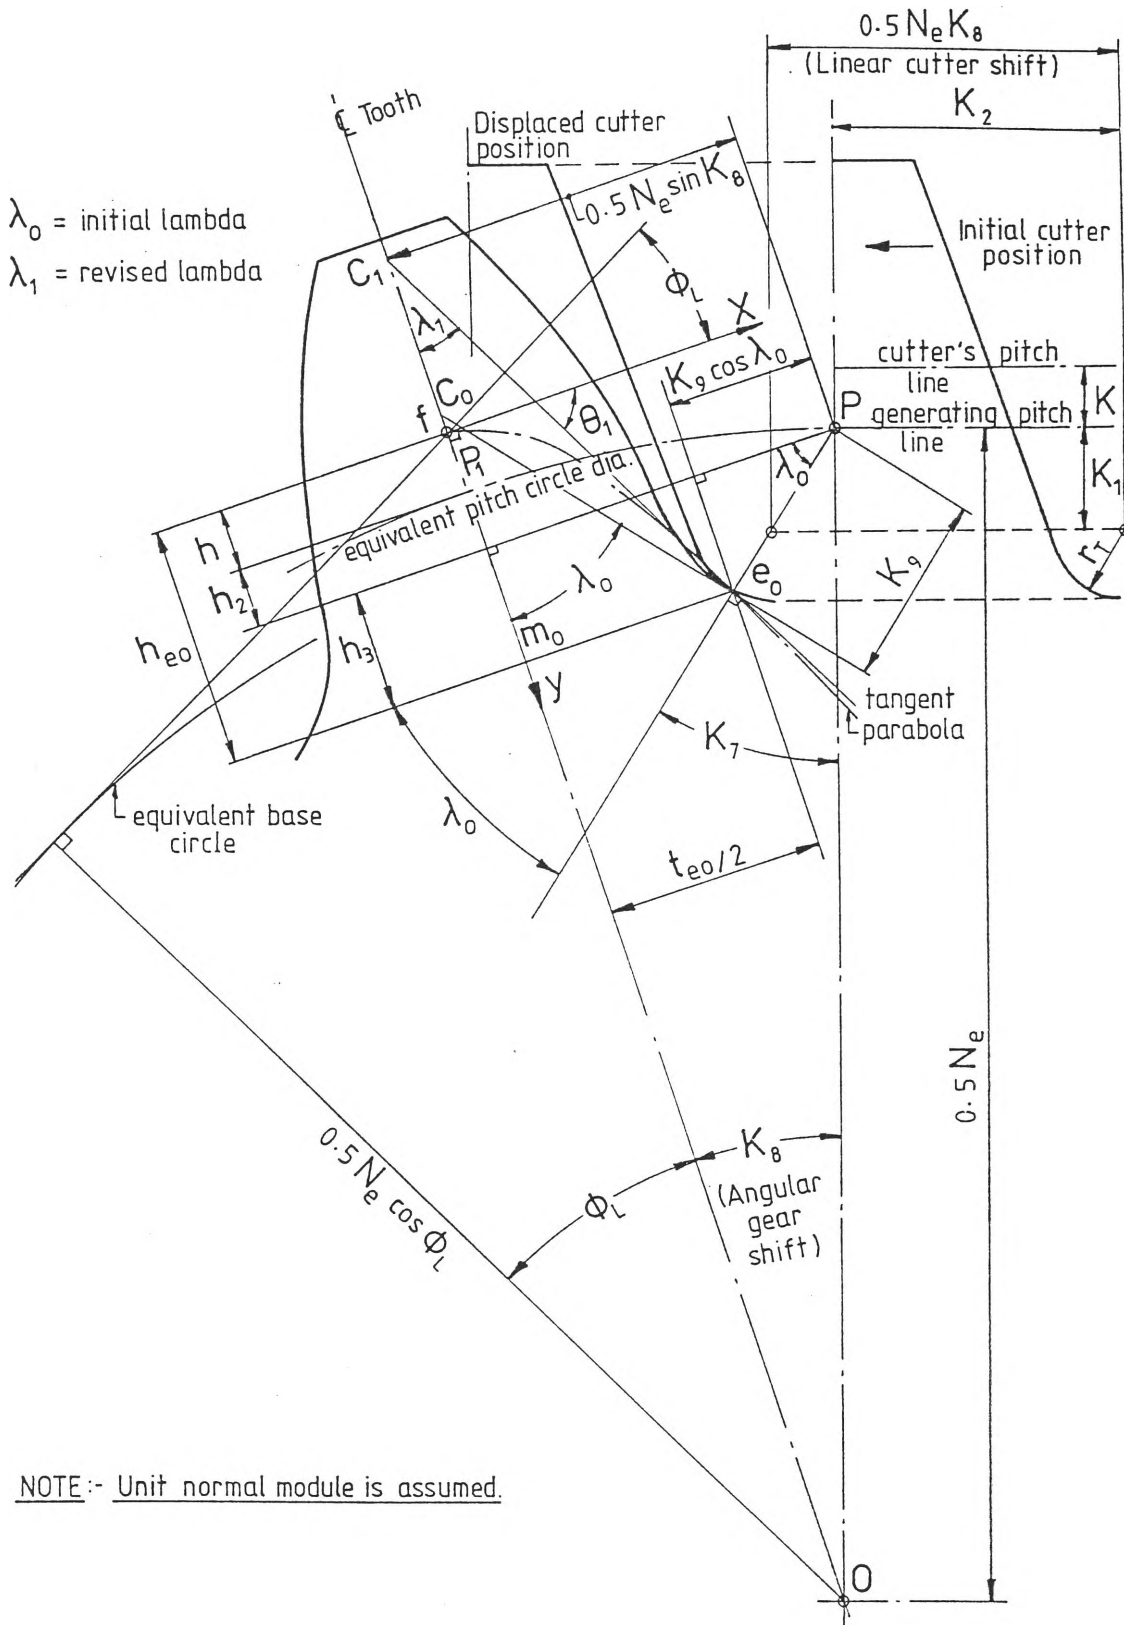 0.5 NₑK₈
(Linear cutter shift)
K₂
℄ Tooth
Displaced cutter
position
0.5 Nₑ sin K₈
λ₀ = initial lambda
λ₁ = revised lambda
Initial cutter
position
C₁
λ₁
ϕ_L
X
K₉ cos λ₀
cutter's pitch
line
K
P
generating pitch
line
f
C₀
θ₁
P₁
λ₀
K₁
equivalent pitch circle dia.
h
h₂
e₀
K₉
r_T
λ₀
hₑ₀
h₃
m₀
y
tangent
parabola
K₇
equivalent base
circle
λ₀
tₑ₀/2
0.5 Nₑ
0.5 Nₑ cos ϕ_L
K₈
ϕ_L
(Angular
gear
shift)
NOTE:- Unit normal module is assumed.
O